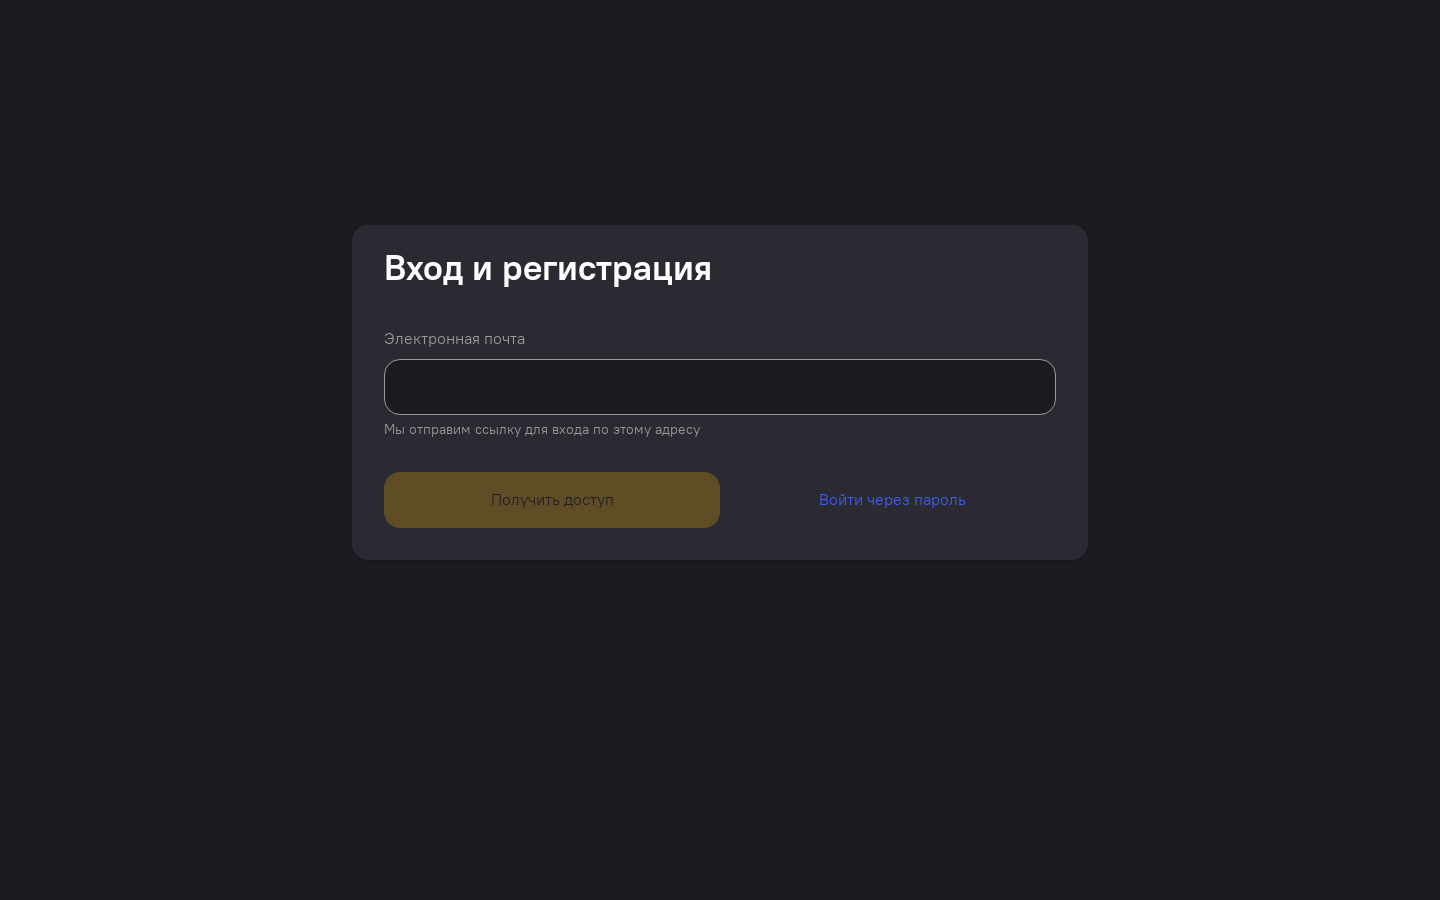 Вход и регистрация
Электронная почта
Мы отправим ссылку для входа по этому адресу
Получить доступ
Войти через пароль